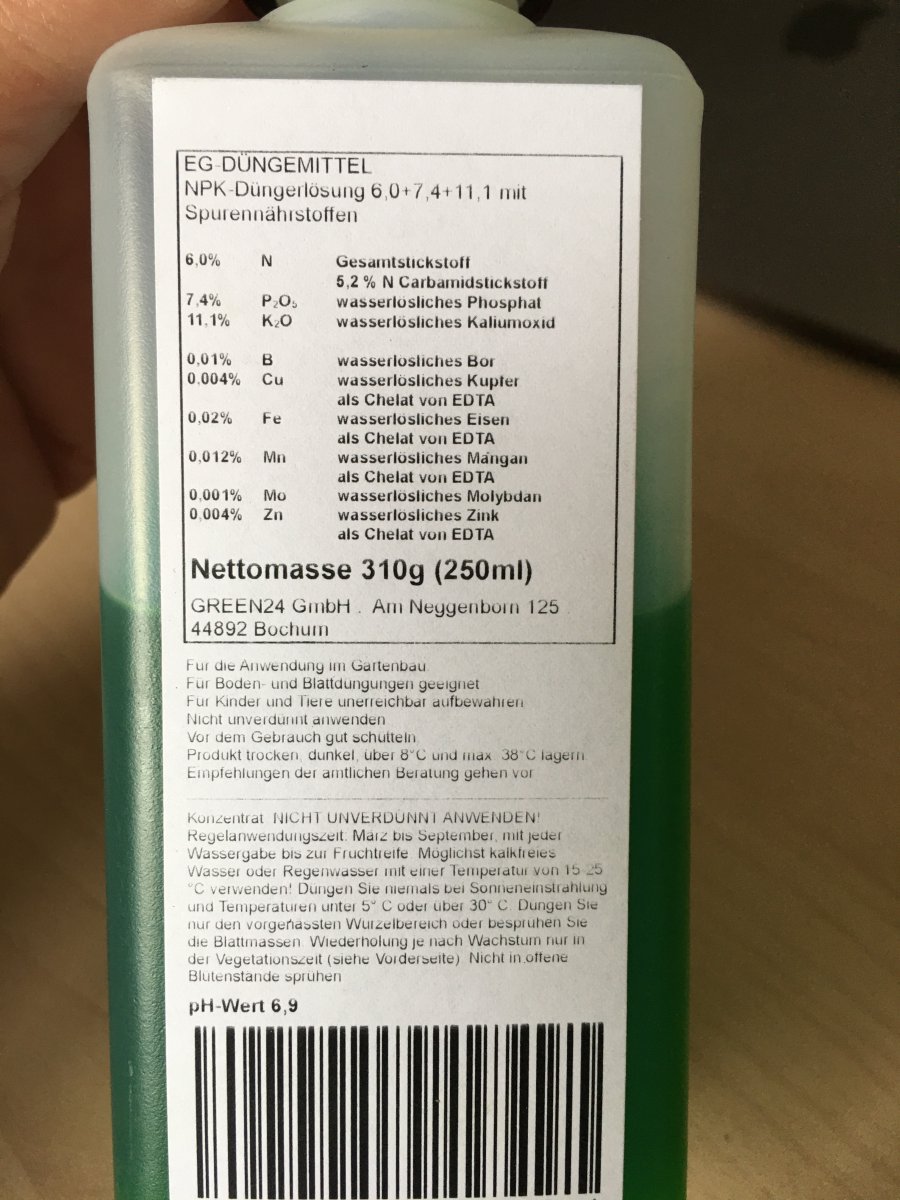 EG-DÜNGEMITTEL
NPK-Düngerlösung 6,0+7,4+11,1 mit
Spurennährstoffen
6,0% N Gesamtstickstoff
5,2 % N Carbamidstickstoff
7,4% P₂O₅ wasserlösliches Phosphat
11,1% K₂O wasserlösliches Kaliumoxid
0,01% B wasserlösliches Bor
0,004% Cu wasserlösliches Kupfer
als Chelat von EDTA
0,02% Fe wasserlösliches Eisen
als Chelat von EDTA
0,012% Mn wasserlösliches Mangan
als Chelat von EDTA
0,001% Mo wasserlösliches Molybdän
0,004% Zn wasserlösliches Zink
als Chelat von EDTA
Nettomasse 310g (250ml)
GREEN24 GmbH . Am Neggenborn 125 .
44892 Bochum
Für die Anwendung im Gartenbau.
Für Boden- und Blattdüngungen geeignet
Für Kinder und Tiere unerreichbar aufbewahren
Nicht unverdünnt anwenden
Vor dem Gebrauch gut schütteln.
Produkt trocken, dunkel, über 8°C und max. 38°C lagern.
Empfehlungen der amtlichen Beratung gehen vor
Konzentrat. NICHT UNVERDÜNNT ANWENDEN!
Regelanwendungszeit: März bis September, mit jeder
Wassergabe bis zur Fruchtreife. Möglichst kalkfreies
Wasser oder Regenwasser mit einer Temperatur von 15-25
°C verwenden! Düngen Sie niemals bei Sonneneinstrahlung
und Temperaturen unter 5° C oder über 30° C. Düngen Sie
nur den vorgenässten Wurzelbereich oder besprühen Sie
die Blattmassen. Wiederholung je nach Wachstum nur in
der Vegetationszeit (siehe Vorderseite). Nicht in offene
Blütenstände sprühen
pH-Wert 6,9